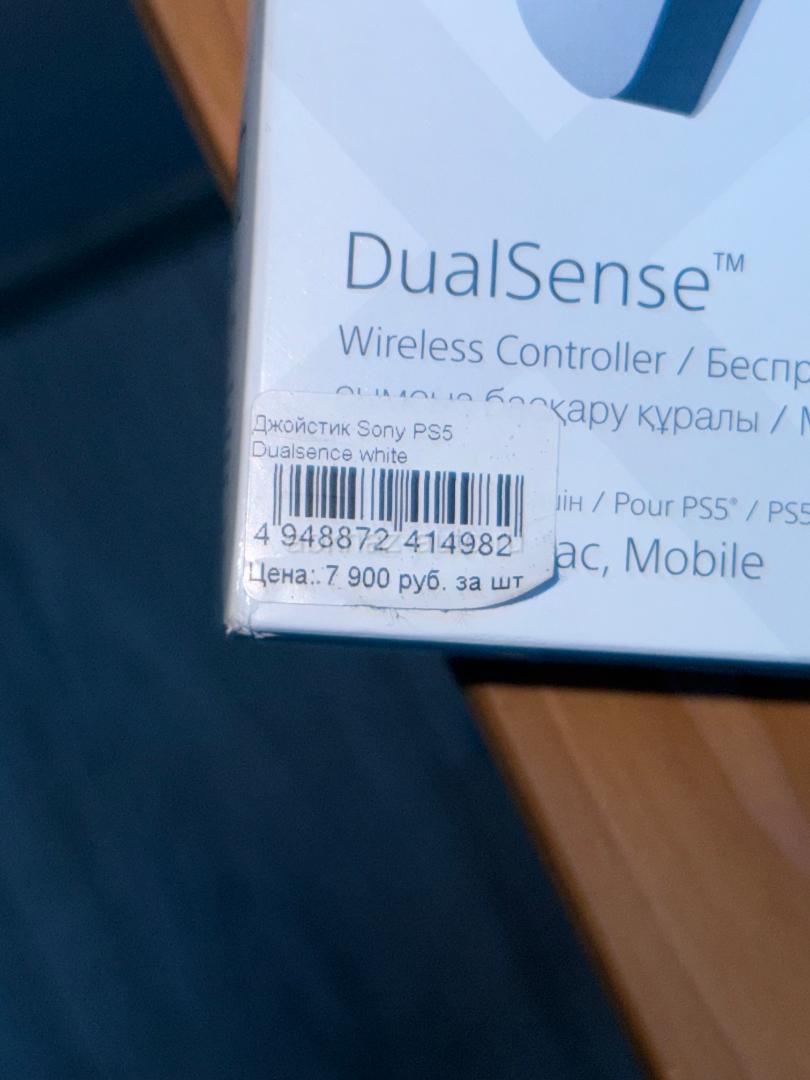 DualSense™
Wireless Controller / Беспр
басқару құралы /
Джойстик Sony PS5
Dualsence white
4 948872 414982
Цена:. 7 900 руб. за шт
/ Pour PS5® / PS5
ac, Mobile